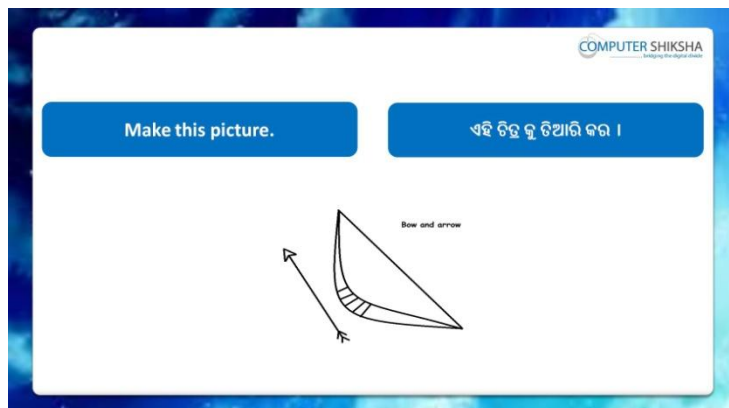 COMPUTER SHIKSHA
... bridging the digital divide
Make this picture.
ଏହି ଚିତ୍ର କୁ ତିଆରି କର ।
Bow and arrow